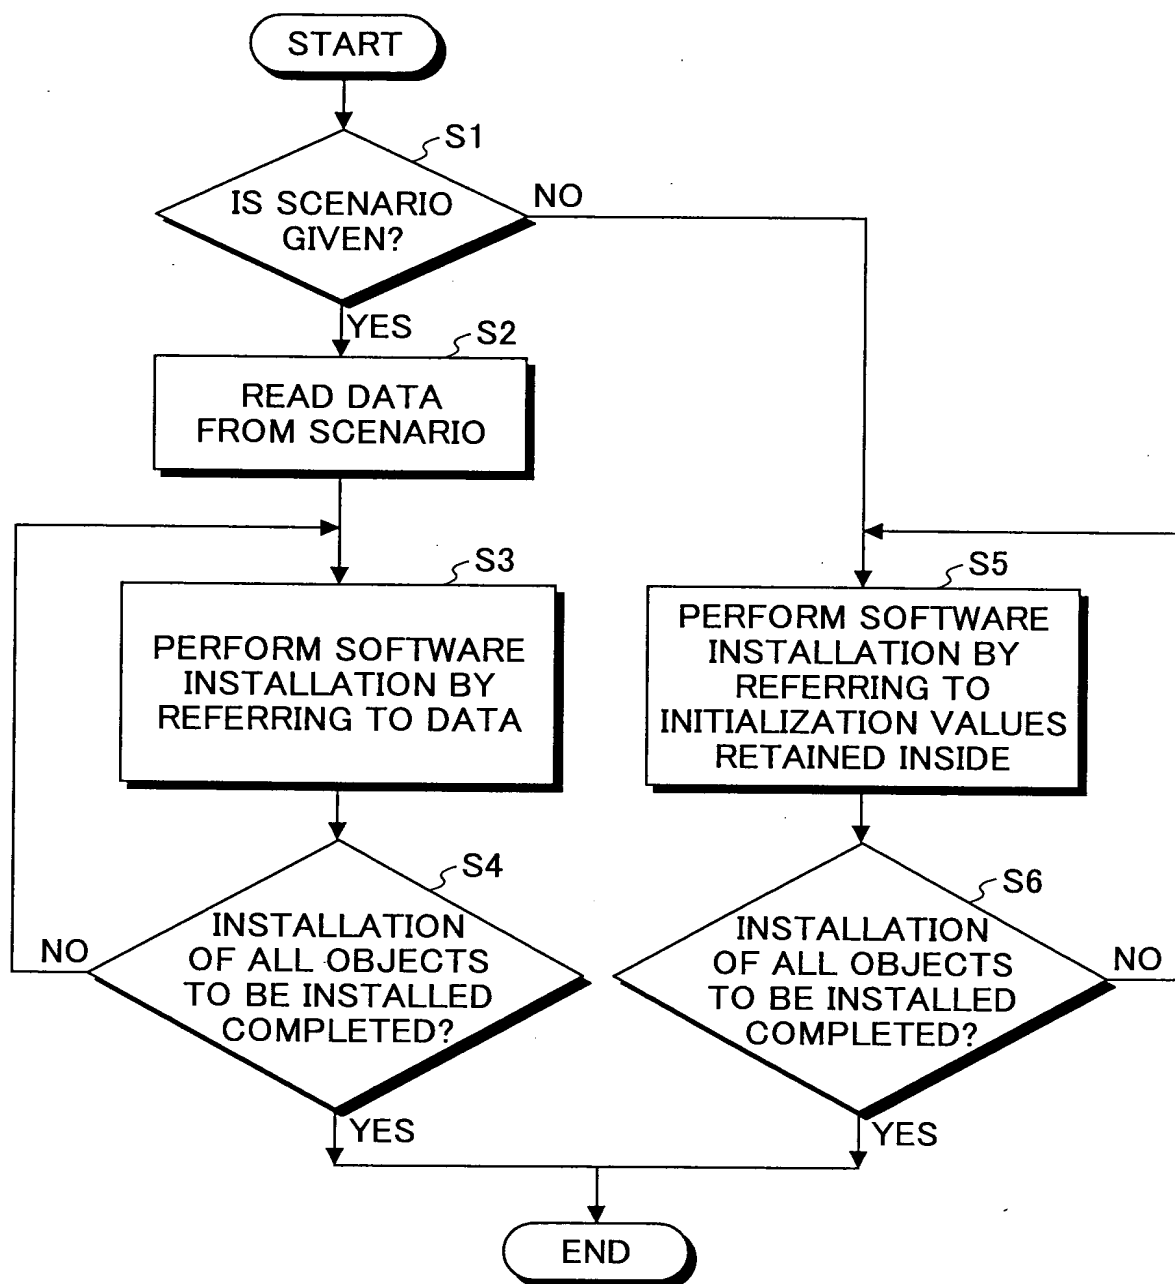 START
S1
IS SCENARIO
GIVEN?
NO
YES
S2
READ DATA
FROM SCENARIO
S3
PERFORM SOFTWARE
INSTALLATION BY
REFERRING TO DATA
S4
INSTALLATION
OF ALL OBJECTS
TO BE INSTALLED
COMPLETED?
NO
YES
S5
PERFORM SOFTWARE
INSTALLATION BY
REFERRING TO
INITIALIZATION VALUES
RETAINED INSIDE
S6
INSTALLATION
OF ALL OBJECTS
TO BE INSTALLED
COMPLETED?
NO
YES
END